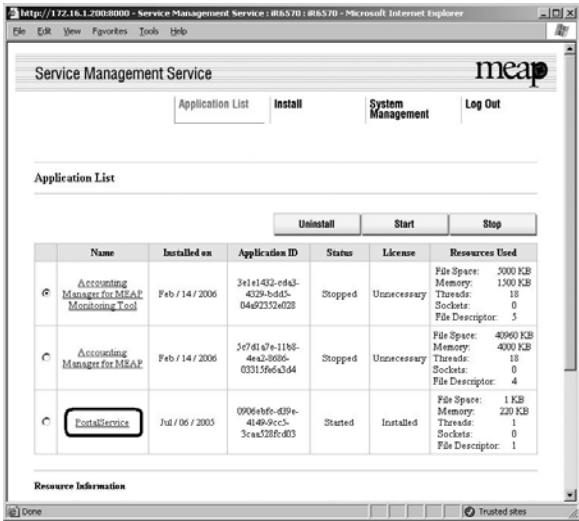 http://172.16.1.200:8000 - Service Management Service : iR6570 : iR6570 - Microsoft Internet Explorer
File Edit View Favorites Tools Help
Service Management Service
meap
Application List Install System Management Log Out
Application List
Uninstall Start Stop
Name Installed on Application ID Status License Resources Used
Accounting Manager for MEAP Monitoring Tool
Feb / 14 / 2006
3e1e1432-cda3-
4329-bdd5-
04a92352e028
Stopped
Unnecessary
File Space: 5000 KB
Memory: 1500 KB
Threads: 18
Sockets: 0
File Descriptor: 5
Accounting Manager for MEAP
Feb / 14 / 2006
5c7d1a7e-11b8-
4ea2-8686-
03315fe6a3d4
Stopped
Unnecessary
File Space: 40960 KB
Memory: 4000 KB
Threads: 18
Sockets: 0
File Descriptor: 4
PortalService
Jul / 06 / 2005
0906ebfc-d39e-
4149-9cc5-
3caa528fcd03
Started
Installed
File Space: 1 KB
Memory: 220 KB
Threads: 1
Sockets: 0
File Descriptor: 1
Resource Information
Done
Trusted sites